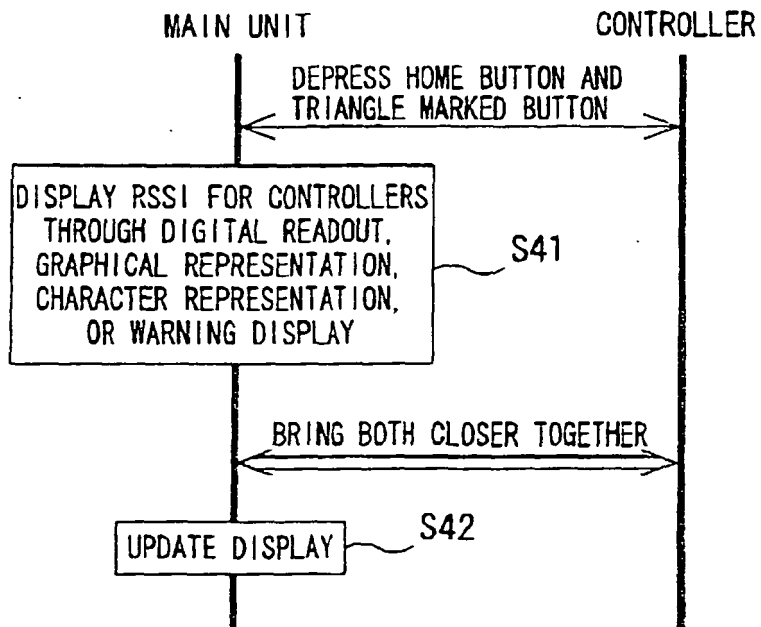 MAIN UNIT
CONTROLLER
DEPRESS HOME BUTTON AND
TRIANGLE MARKED BUTTON
DISPLAY RSSI FOR CONTROLLERS
THROUGH DIGITAL READOUT,
GRAPHICAL REPRESENTATION,
CHARACTER REPRESENTATION,
OR WARNING DISPLAY
S41
BRING BOTH CLOSER TOGETHER
UPDATE DISPLAY
S42